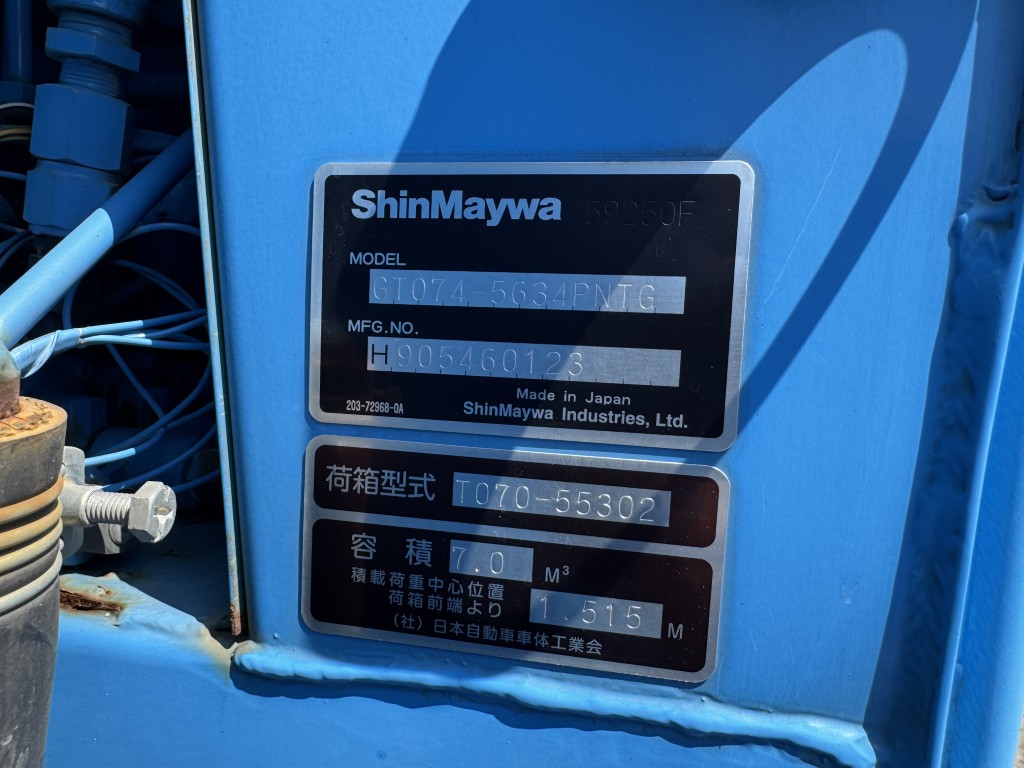 ShinMaywa 59250F
MODEL
GT074-5634PNTG
MFG.NO.
H905460123
Made in Japan
203-72968-0A ShinMaywa Industries, Ltd.
荷箱型式 T070-55302
容積 7.0 M³
積載荷重中心位置
荷箱前端より 1.515 M
(社)日本自動車車体工業会